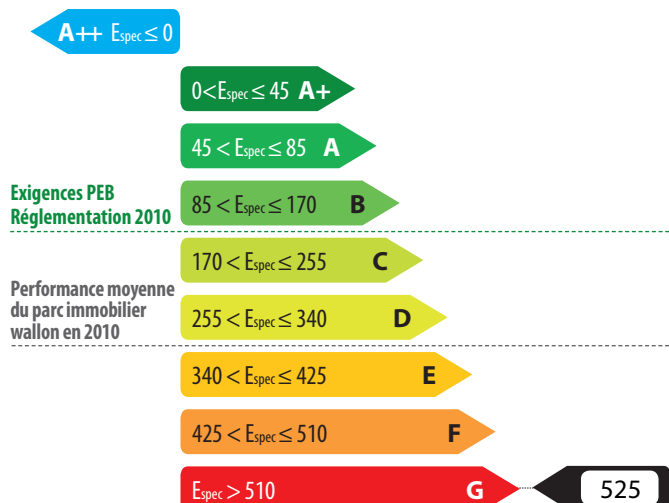 A++ Espec ≤ 0
0<Espec ≤ 45 A+
45 < Espec ≤ 85 A
Exigences PEB
Réglementation 2010
85 < Espec ≤ 170 B
170 < Espec ≤ 255 C
Performance moyenne
du parc immobilier
wallon en 2010
255 < Espec ≤ 340 D
340 < Espec ≤ 425 E
425 < Espec ≤ 510 F
Espec > 510 G
525